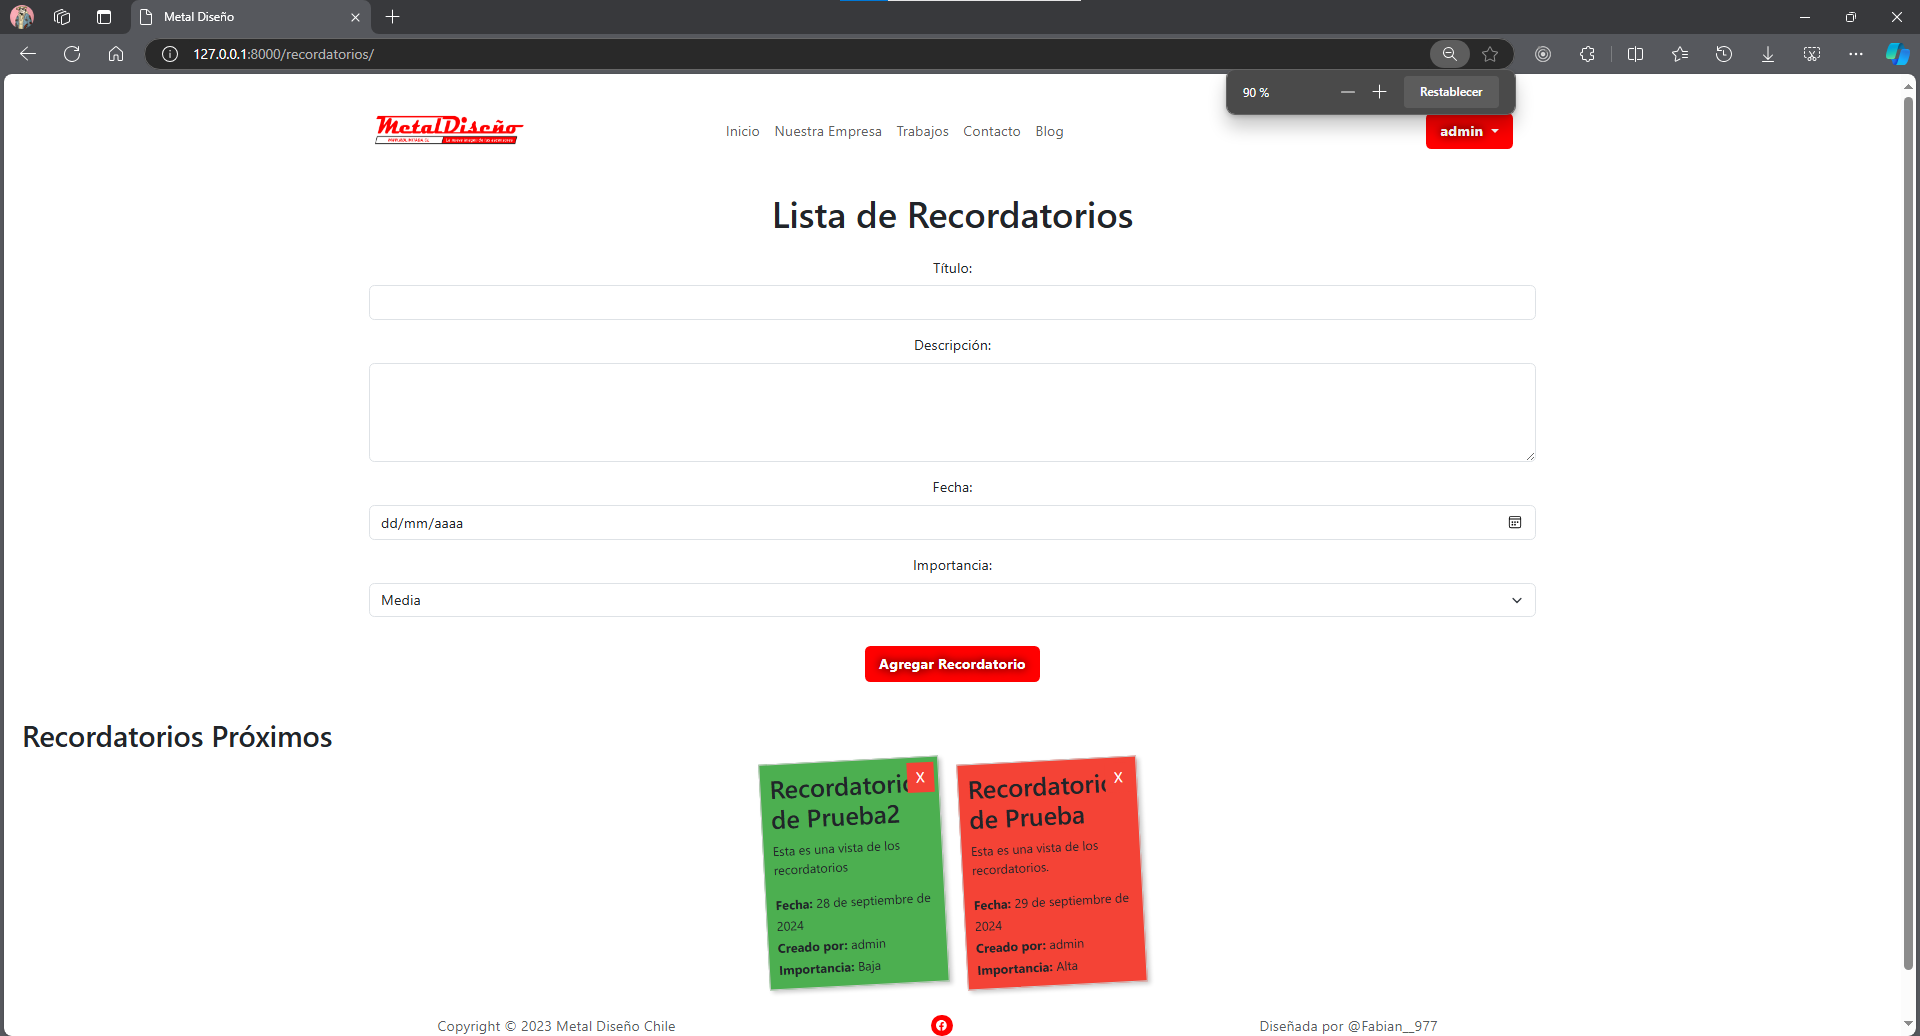 Metal Diseño
127.0.0.1:8000/recordatorios/
90 %
Restablecer
MetalDiseño
Inicio Nuestra Empresa Trabajos Contacto Blog
admin
Lista de Recordatorios
Título:
Descripción:
Fecha:
dd/mm/aaaa
Importancia:
Media
Agregar Recordatorio
Recordatorios Próximos
Recordatorio
de Prueba2
X
Esta es una vista de los
recordatorios
Fecha: 28 de septiembre de
2024
Creado por: admin
Importancia: Baja
Recordatorio
de Prueba
X
Esta es una vista de los
recordatorios.
Fecha: 29 de septiembre de
2024
Creado por: admin
Importancia: Alta
Copyright © 2023 Metal Diseño Chile
Diseñada por @Fabian__977